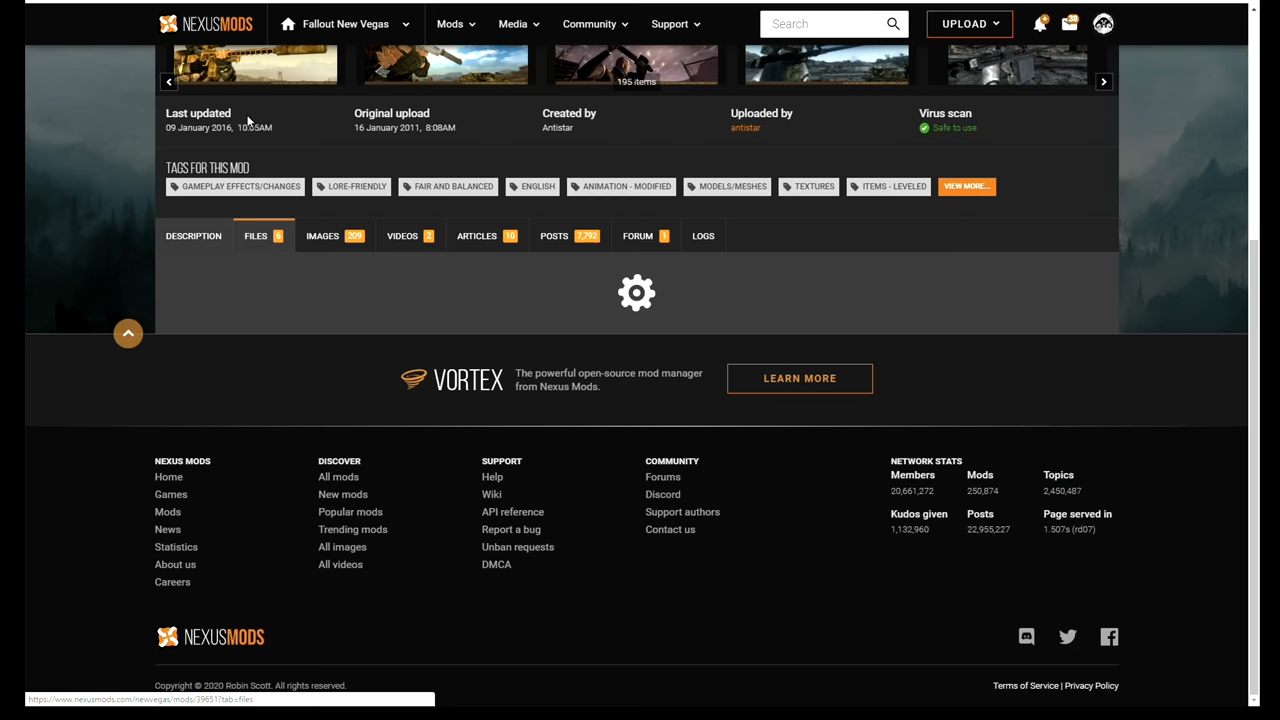 NEXUSMODS
Fallout New Vegas
Mods
Media
Community
Support
Search
UPLOAD
38
195 items
Last updated
09 January 2016, 10:55AM
Original upload
16 January 2011, 8:08AM
Created by
Antistar
Uploaded by
antistar
Virus scan
Safe to use
TAGS FOR THIS MOD
GAMEPLAY EFFECTS/CHANGES
LORE-FRIENDLY
FAIR AND BALANCED
ENGLISH
ANIMATION - MODIFIED
MODELS/MESHES
TEXTURES
ITEMS - LEVELED
VIEW MORE...
DESCRIPTION
FILES 6
IMAGES 209
VIDEOS 2
ARTICLES 10
POSTS 7,792
FORUM 1
LOGS
VORTEX
The powerful open-source mod manager
from Nexus Mods.
LEARN MORE
NEXUS MODS
Home
Games
Mods
News
Statistics
About us
Careers
DISCOVER
All mods
New mods
Popular mods
Trending mods
All images
All videos
SUPPORT
Help
Wiki
API reference
Report a bug
Unban requests
DMCA
COMMUNITY
Forums
Discord
Support authors
Contact us
NETWORK STATS
Members
20,661,272
Mods
250,874
Topics
2,450,487
Kudos given
1,132,960
Posts
22,955,227
Page served in
1.507s (rd07)
NEXUSMODS
Copyright © 2020 Robin Scott. All rights reserved.
Terms of Service | Privacy Policy
https://www.nexusmods.com/newvegas/mods/39651?tab=files